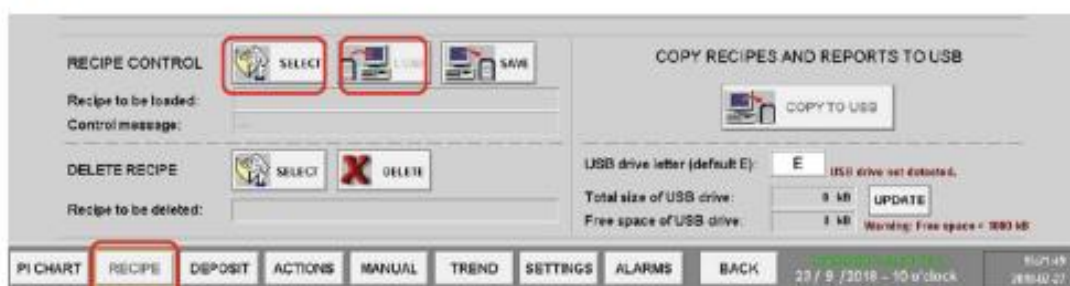 RECIPE CONTROL
SELECT
SAVE
Recipe to be loaded:
Control message:
DELETE RECIPE
SELECT
DELETE
Recipe to be deleted:
COPY RECIPES AND REPORTS TO USB
COPY TO USB
USB drive letter (default E):
E
USB drive not detected.
Total size of USB drive:
0 kB
UPDATE
Free space of USB drive:
0 kB
Warning: Free space < 1000 kB
PI CHART
RECIPE
DEPOSIT
ACTIONS
MANUAL
TREND
SETTINGS
ALARMS
BACK
23 / 9 /2018 - 10 o'clock